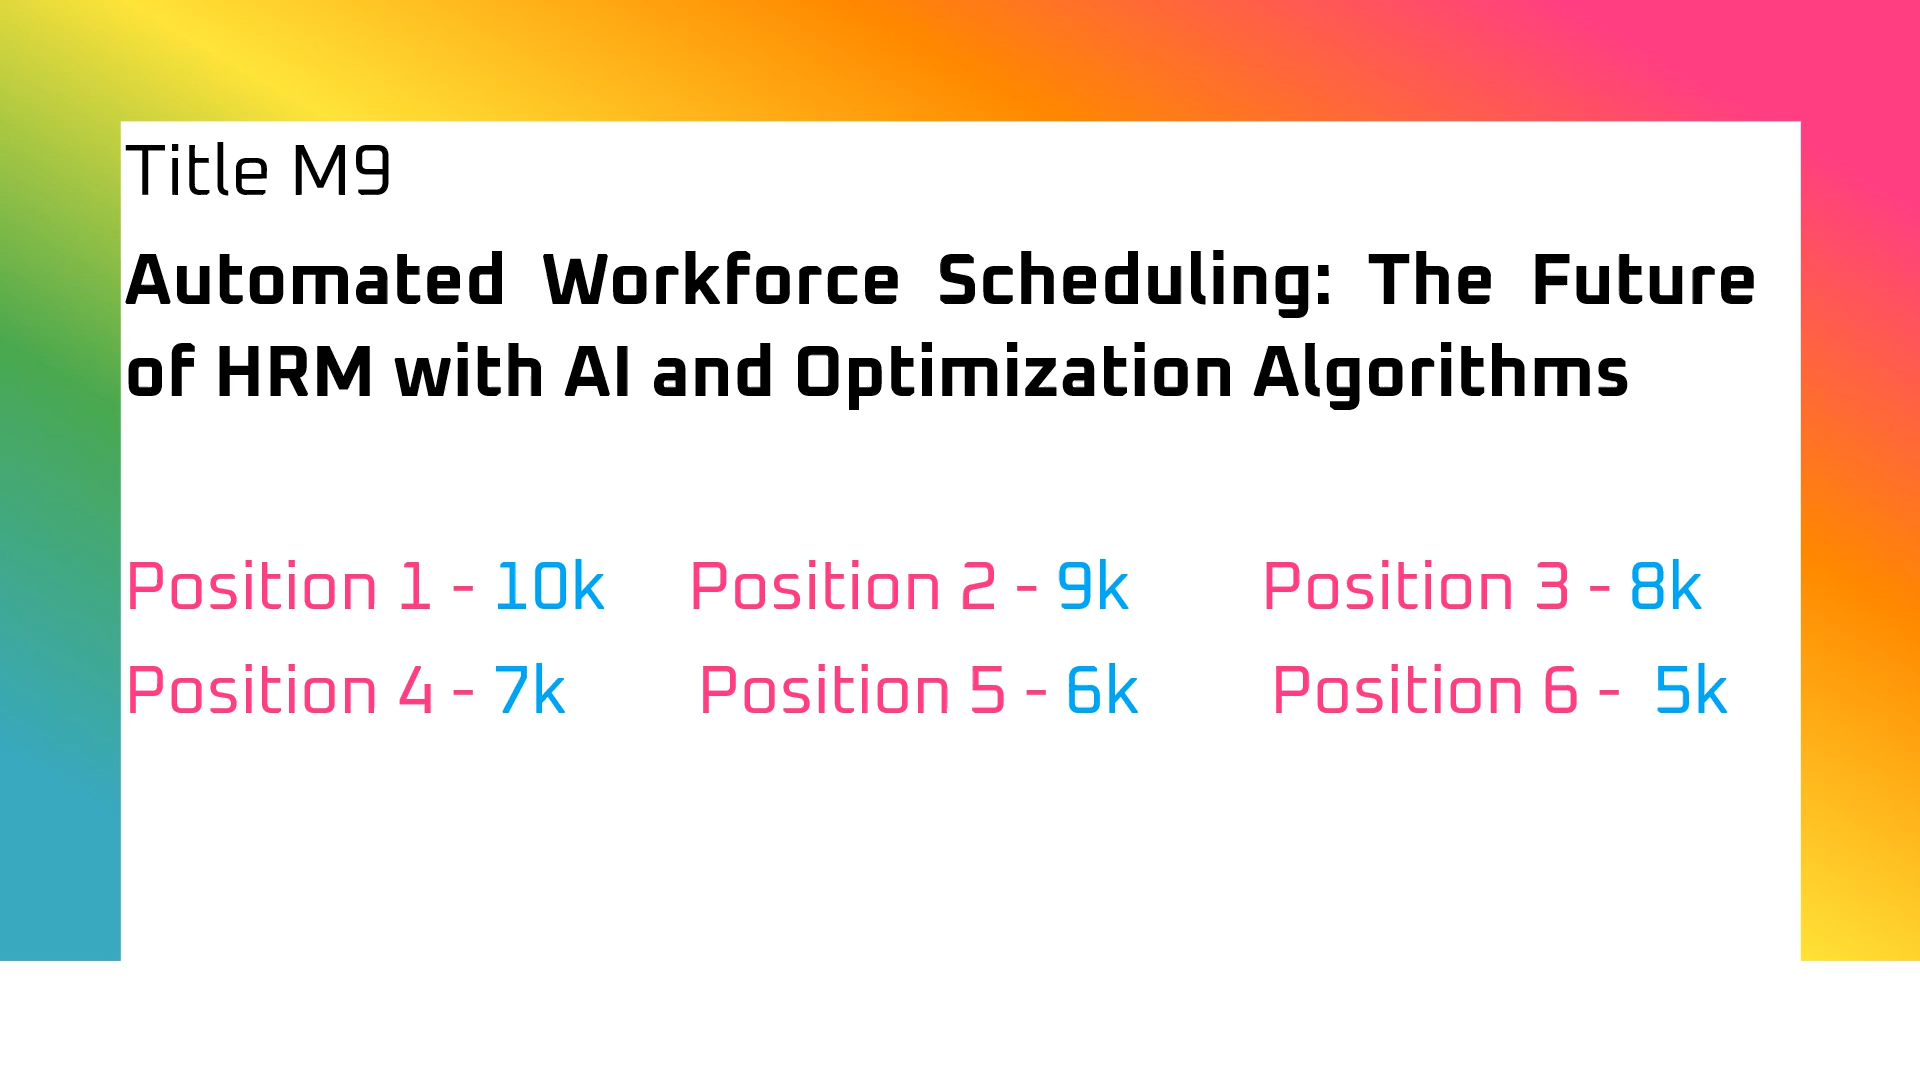 Title M9
Automated Workforce Scheduling: The Future
of HRM with AI and Optimization Algorithms
Position 1 - 10k Position 2 - 9k Position 3 - 8k
Position 4 - 7k Position 5 - 6k Position 6 - 5k